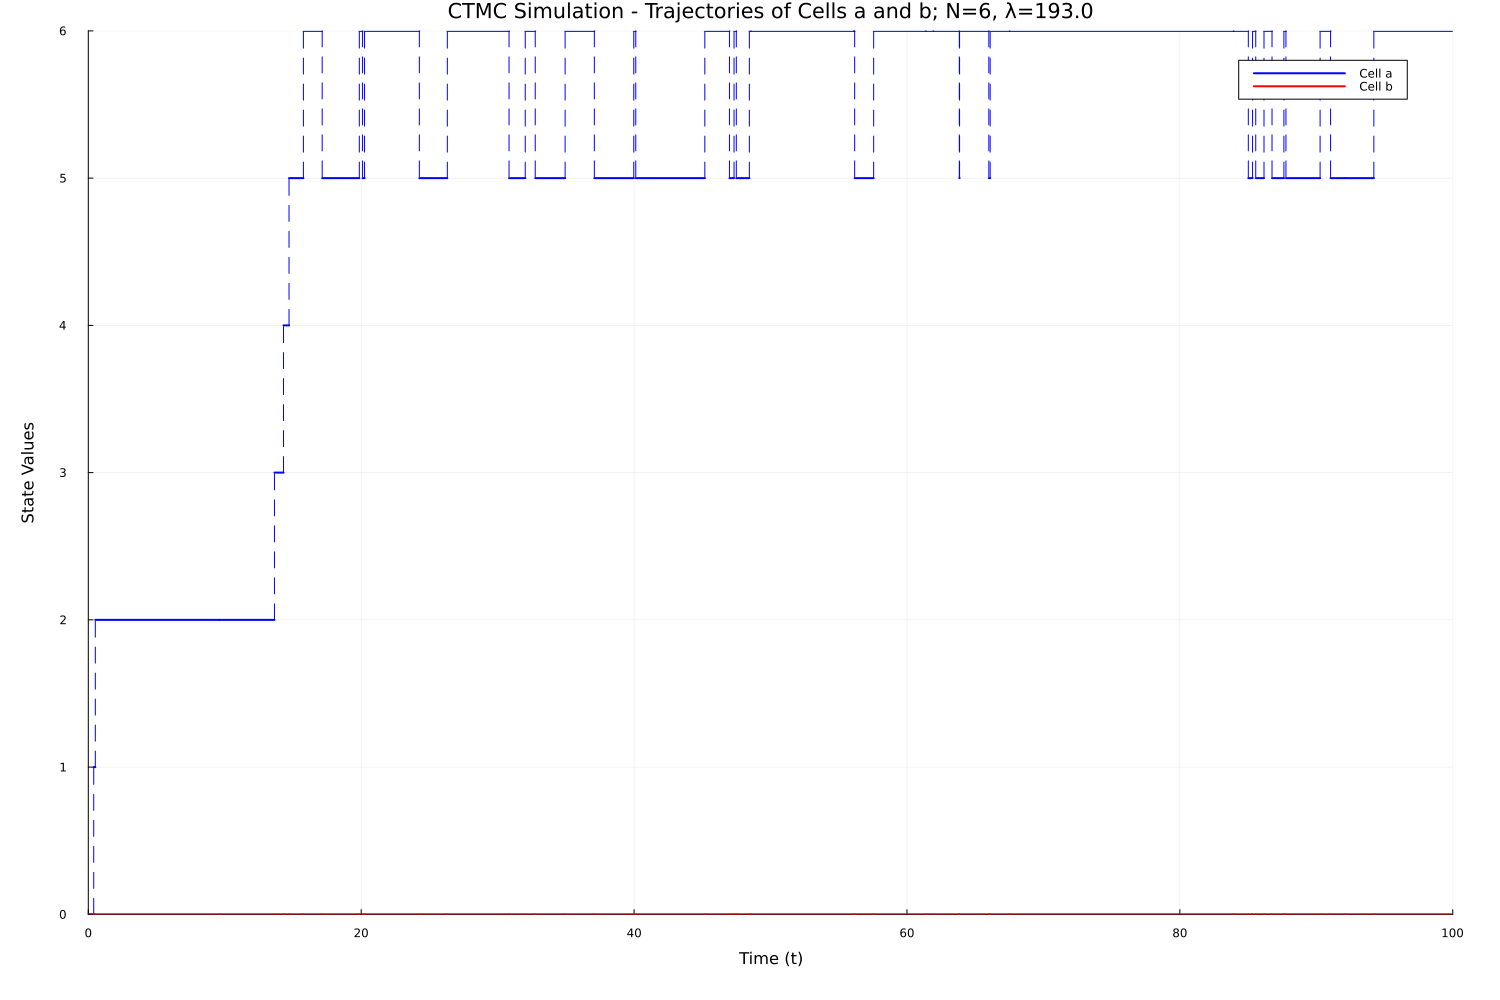 CTMC Simulation - Trajectories of Cells a and b; N=6, λ=193.0
6
Cell a
Cell b
5
4
State Values
3
2
1
0
0 20 40 60 80 100
Time (t)